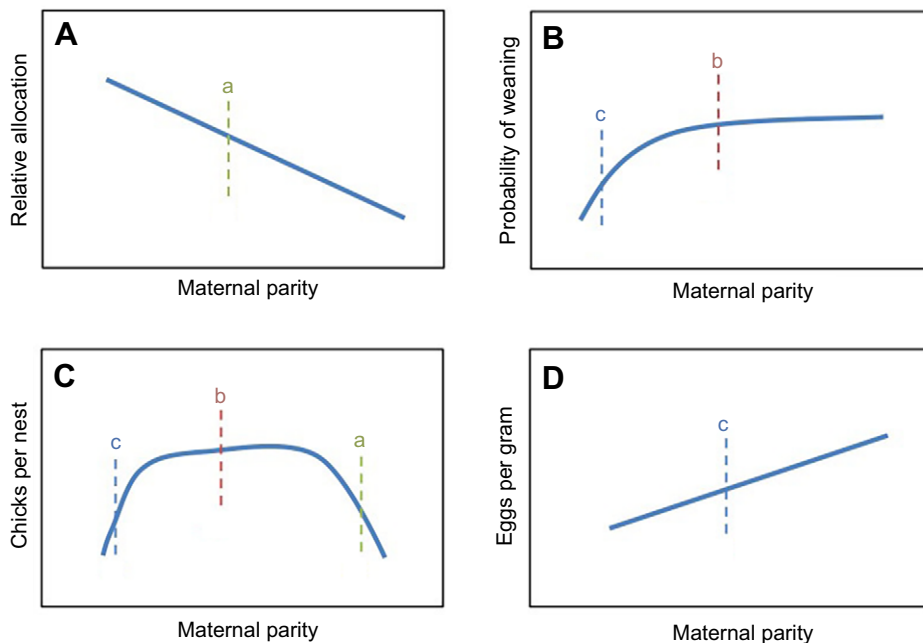 A
a
Relative allocation
Maternal parity
B
b
c
Probability of weaning
Maternal parity
C
b
c
a
Chicks per nest
Maternal parity
D
c
Eggs per gram
Maternal parity